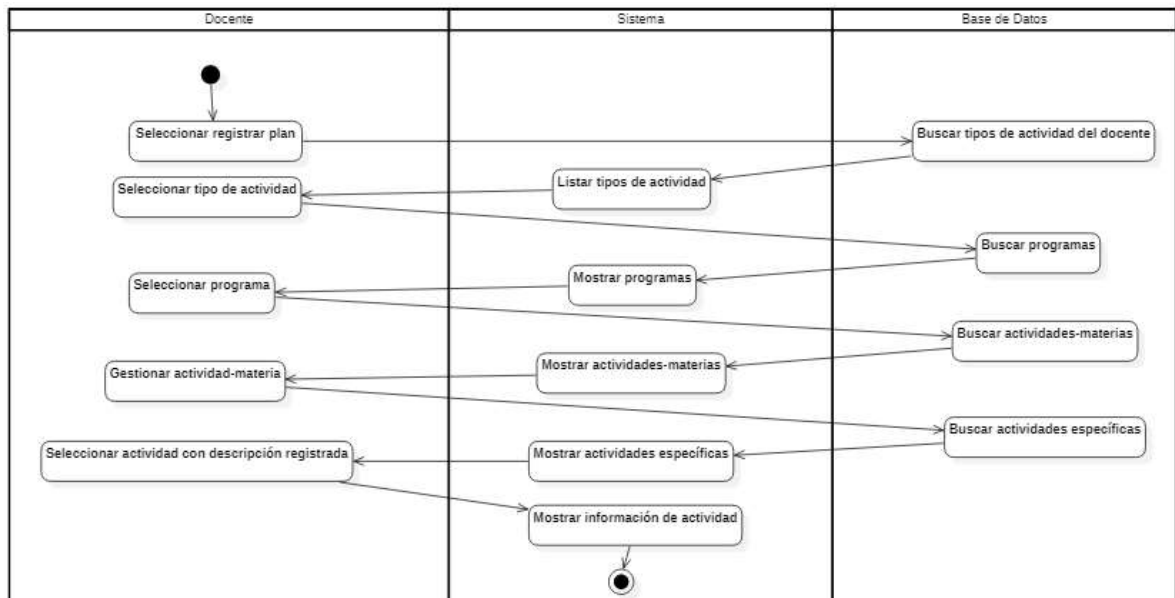 Docente
Sistema
Base de Datos
Seleccionar registrar plan
Buscar tipos de actividad del docente
Listar tipos de actividad
Seleccionar tipo de actividad
Buscar programas
Mostrar programas
Seleccionar programa
Buscar actividades-materias
Mostrar actividades-materias
Gestionar actividad-materia
Buscar actividades específicas
Mostrar actividades específicas
Seleccionar actividad con descripción registrada
Mostrar información de actividad